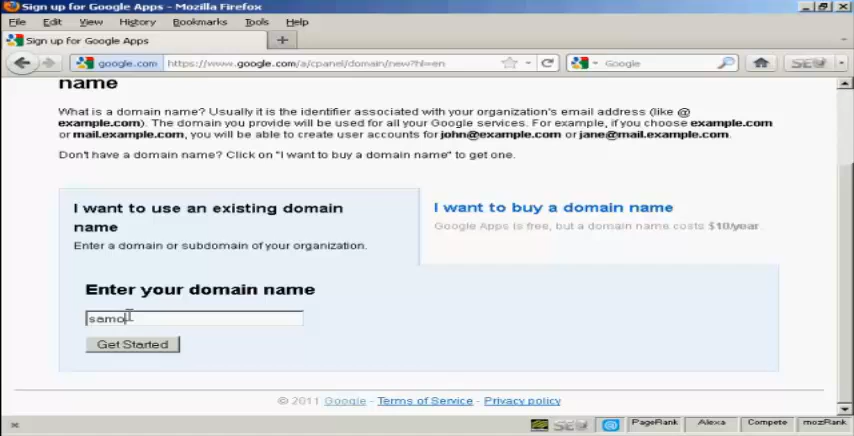 Sign up for Google Apps - Mozilla Firefox
File Edit View History Bookmarks Tools Help
Sign up for Google Apps
google.com https://www.google.com/a/cpanel/domain/new?hl=en Google SEO
name
What is a domain name? Usually it is the identifier associated with your organization's email address (like @
example.com). The domain you provide will be used for all your Google services. For example, if you choose example.com
or mail.example.com, you will be able to create user accounts for john@example.com or jane@mail.example.com.
Don't have a domain name? Click on "I want to buy a domain name" to get one.
I want to use an existing domain
name
Enter a domain or subdomain of your organization.
I want to buy a domain name
Google Apps is free, but a domain name costs $10/year.
Enter your domain name
samo
Get Started
© 2011 Google - Terms of Service - Privacy policy
SEO @ PageRank Alexa Compete mozRank